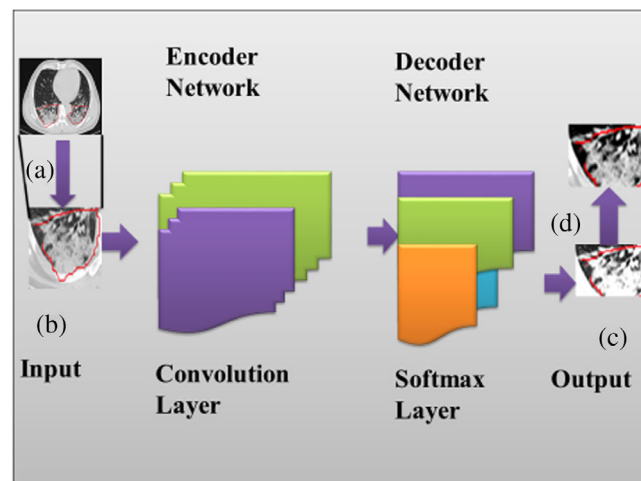 Encoder
Network
Decoder
Network
(a)
(d)
(b)
(c)
Input
Convolution
Layer
Softmax
Layer
Output